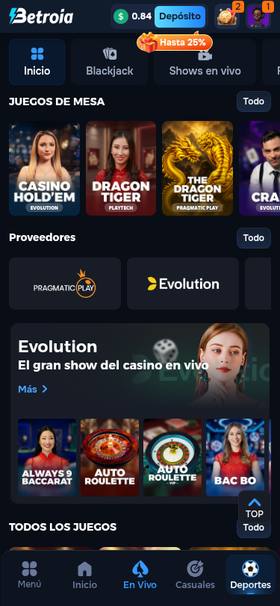 Betroia
$ 0.84 Depósito
2
1
Hasta 25%
Inicio
Blackjack
Shows en vivo
JUEGOS DE MESA
Todo
CASINO
HOLD'EM
EVOLUTION
DRAGON
TIGER
PLAYTECH
THE
DRAGON
TIGER
PRAGMATIC PLAY
CRA
Proveedores
Todo
PRAGMATIC PLAY
Evolution
Evolution
El gran show del casino en vivo
Más >
ALWAYS 9
BACCARAT
AUTO
ROULETTE
AUTO
ROULETTE
VIP
BAC BO
TOP
TODOS LOS JUEGOS
Todo
Menú
Inicio
En Vivo
Casuales
Deportes